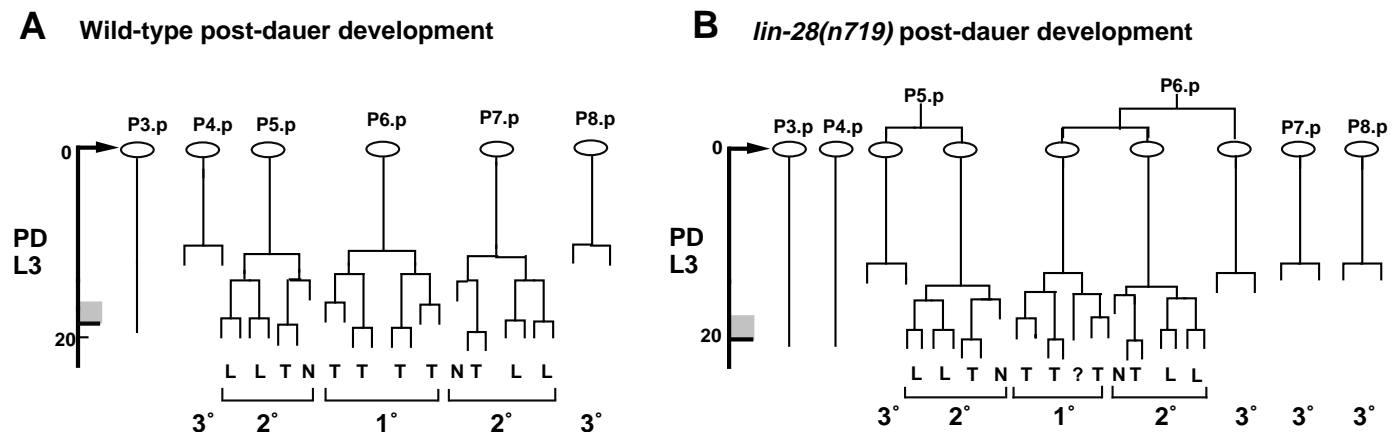 A Wild-type post-dauer development
P3.p P4.p P5.p P6.p P7.p P8.p
0
PD
L3
20
L L T N T T T T N T L L
3° 2° 1° 2° 3°
B lin-28(n719) post-dauer development
P5.p P6.p
P3.p P4.p P7.p P8.p
0
PD
L3
20
L L T N T T ? T N T L L
3° 2° 1° 2° 3° 3° 3°